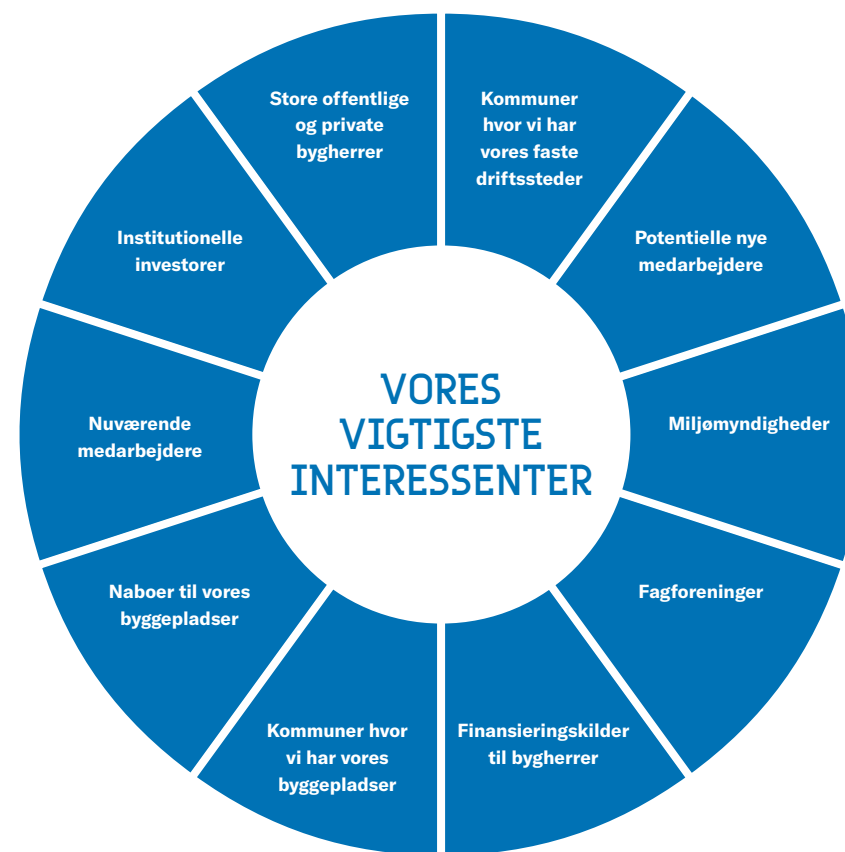 Store offentlige
og private
bygherrer
Kommuner
hvor vi har
vores faste
driftssteder
Potentielle nye
medarbejdere
Miljømyndigheder
Fagforeninger
Finansieringskilder
til bygherrer
Kommuner hvor
vi har vores
byggepladser
Naboer til vores
byggepladser
Nuværende
medarbejdere
Institutionelle
investorer
VORES
VIGTIGSTE
INTERESSENTER